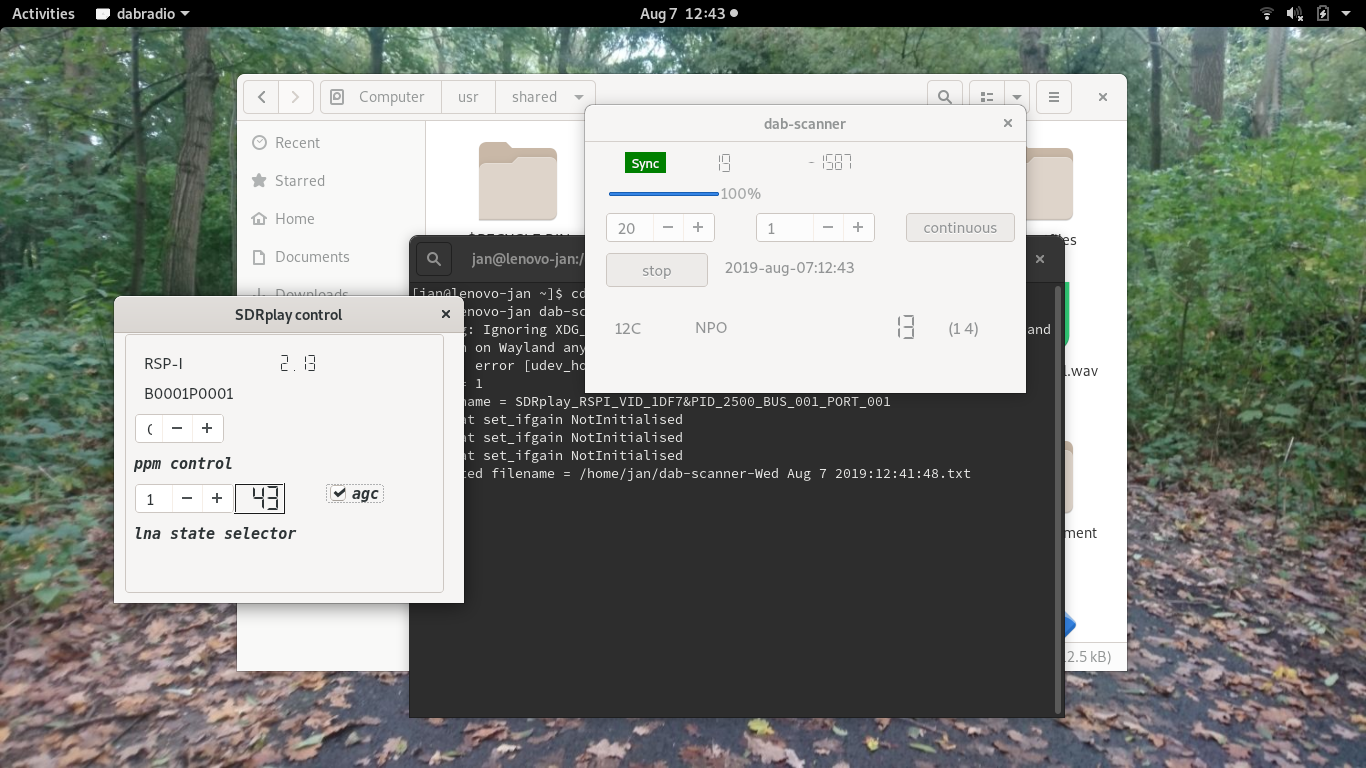 Activities dabradio Aug 7 12:43
Computer usr shared
Recent
Starred
Home
Documents
Downloads
dab-scanner
Sync 19 -1587
100%
20 1 continuous
stop 2019-aug-07:12:43
12C NPO 13 (1 4)
jan@lenovo-jan:/
[jan@lenovo-jan ~]$ cd
enovo-jan dab-sc
g: Ignoring XDG_ and
n on Wayland any
error [udev_ho
= 1
name = SDRplay_RSPI_VID_1DF7&PID_2500_BUS_001_PORT_001
at set_ifgain NotInitialised
at set_ifgain NotInitialised
at set_ifgain NotInitialised
ted filename = /home/jan/dab-scanner-Wed Aug 7 2019:12:41:48.txt
SDRplay control
RSP-I 2.13
B0001P0001
ppm control
1 43 agc
lna state selector
l.wav
ment
2.5 kB)